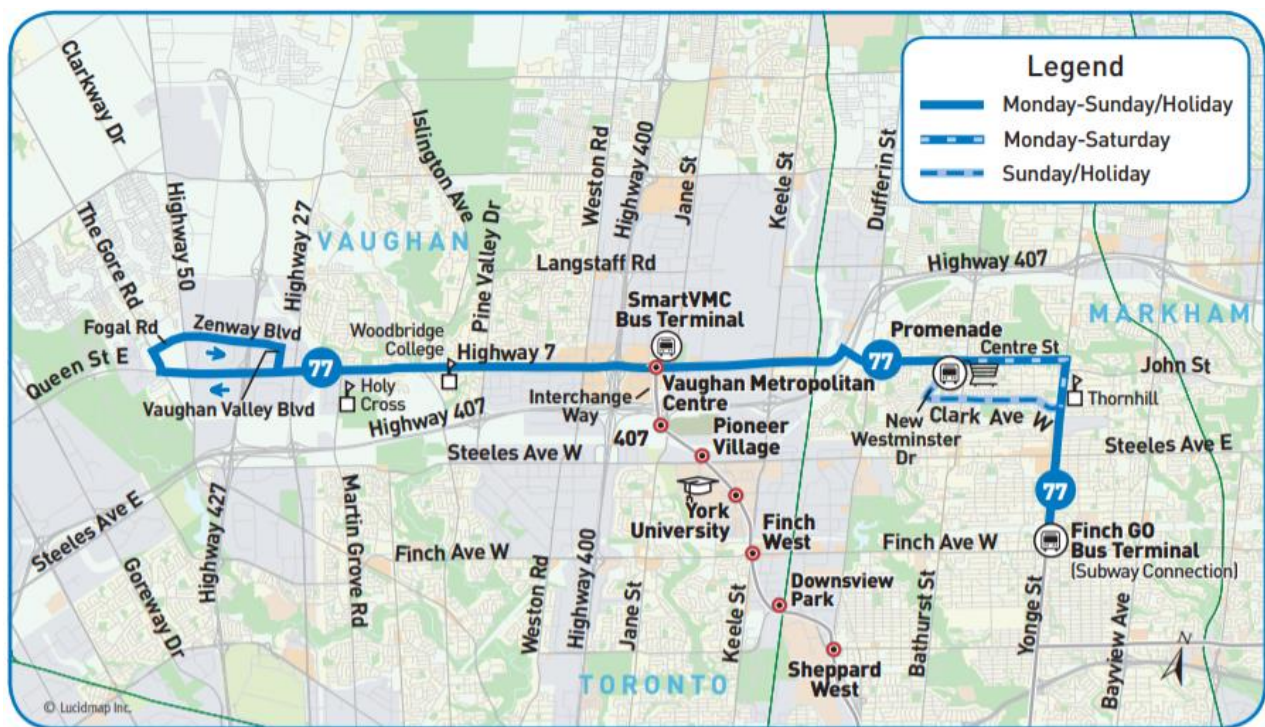 Legend
Monday-Sunday/Holiday
Monday-Saturday
Sunday/Holiday
Clarkway Dr
The Gore Rd
Highway 50
Highway 27
VAUGHAN
Islington Ave
Pine Valley Dr
Weston Rd
Highway 400
Jane St
Keele St
Dufferin St
Langstaff Rd
Highway 407
MARKHAM
SmartVMC
Bus Terminal
Fogal Rd
Zenway Blvd
Queen St E
Vaughan Valley Blvd
77
Woodbridge
College
Highway 7
Holy
Cross
Highway 407
Interchange
Way
Vaughan Metropolitan
Centre
77
Promenade
Centre St
John St
Thornhill
Clark Ave W
New
Westminster
Dr
407
Pioneer
Village
Steeles Ave W
Steeles Ave E
York
University
77
Steeles Ave E
Highway 427
Martin Grove Rd
Goreway Dr
Finch Ave W
Weston Rd
Highway 400
Jane St
Keele St
Finch
West
Finch Ave W
Finch GO
Bus Terminal
(Subway Connection)
Downsview
Park
Sheppard
West
Bathurst St
Yonge St
Bayview Ave
N
TORONTO
© Lucidmap Inc.